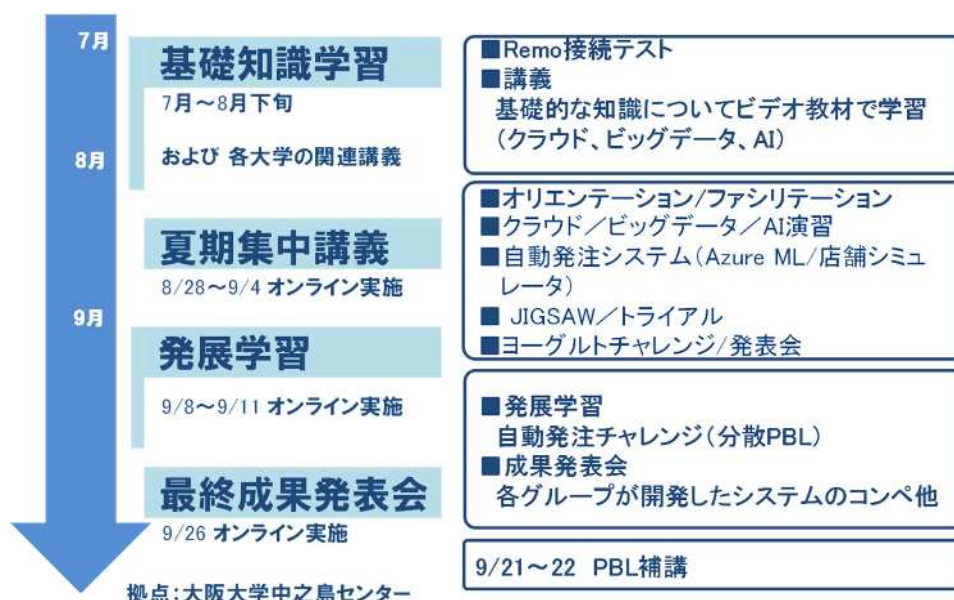 7月
基礎知識学習
7月～8月下旬
および 各大学の関連講義
8月
夏期集中講義
8/28～9/4 オンライン実施
9月
発展学習
9/8～9/11 オンライン実施
最終成果発表会
9/26 オンライン実施
拠点:大阪大学中之島センター
■Remo接続テスト
■講義
基礎的な知識についてビデオ教材で学習
(クラウド、ビッグデータ、AI)
■オリエンテーション/ファシリテーション
■クラウド／ビッグデータ／AI演習
■自動発注システム(Azure ML/店舗シミュ
レータ)
■ JIGSAW／トライアル
■ヨーグルトチャレンジ/発表会
■発展学習
自動発注チャレンジ(分散PBL)
■成果発表会
各グループが開発したシステムのコンペ他
9/21～22 PBL補講